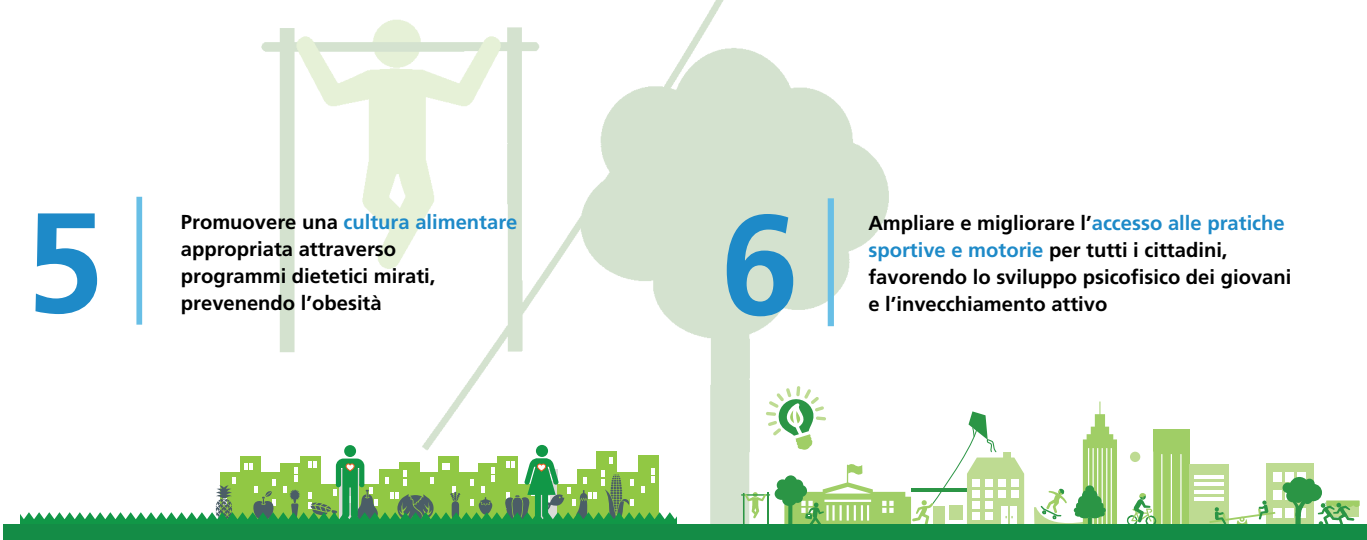 5
Promuovere una cultura alimentare
appropriata attraverso
programmi dietetici mirati,
prevenendo l’obesità
6
Ampliare e migliorare l’accesso alle pratiche
sportive e motorie per tutti i cittadini,
favorendo lo sviluppo psicofisico dei giovani
e l’invecchiamento attivo